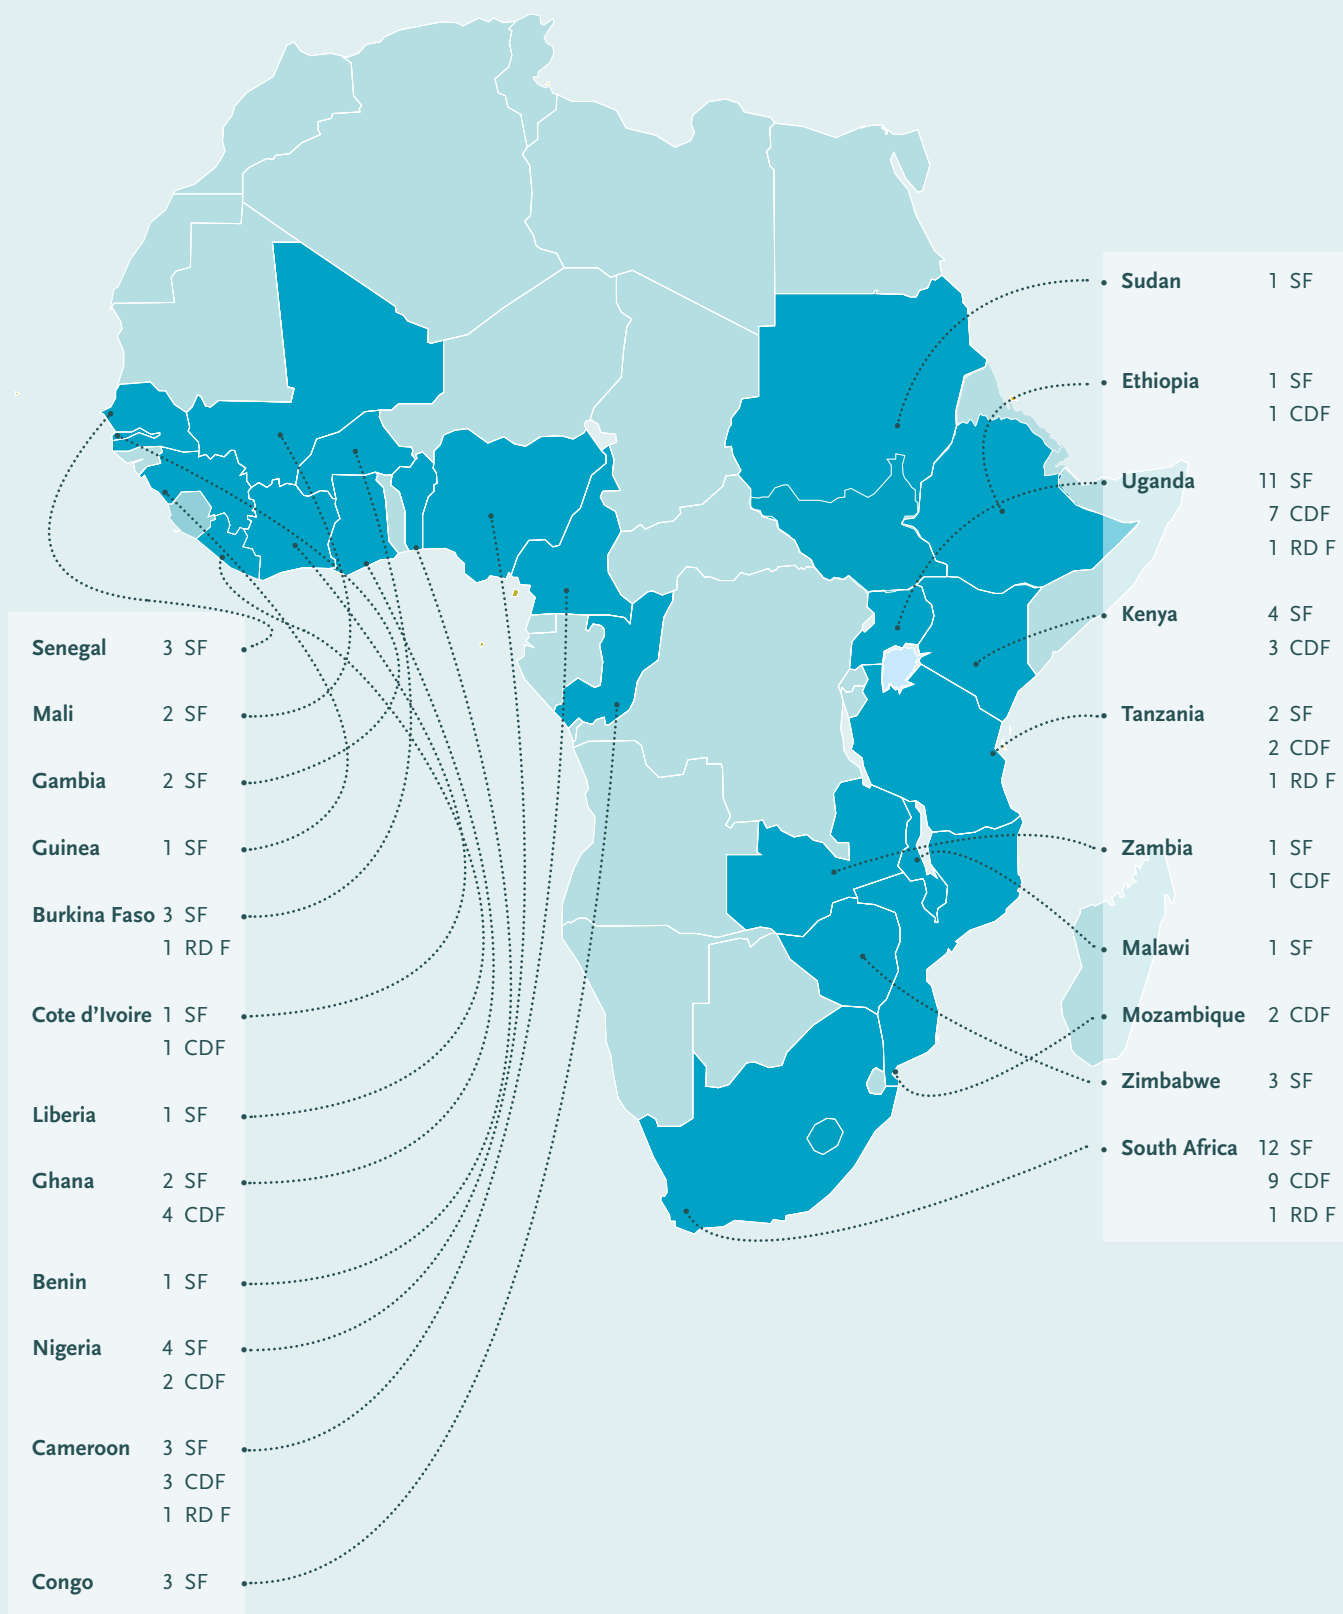 Senegal 3 SF
Mali 2 SF
Gambia 2 SF
Guinea 1 SF
Burkina Faso 3 SF
1 RD F
Cote d’Ivoire 1 SF
1 CDF
Liberia 1 SF
Ghana 2 SF
4 CDF
Benin 1 SF
Nigeria 4 SF
2 CDF
Cameroon 3 SF
3 CDF
1 RD F
Congo 3 SF
Sudan 1 SF
Ethiopia 1 SF
1 CDF
Uganda 11 SF
7 CDF
1 RD F
Kenya 4 SF
3 CDF
Tanzania 2 SF
2 CDF
1 RD F
Zambia 1 SF
1 CDF
Malawi 1 SF
Mozambique 2 CDF
Zimbabwe 3 SF
South Africa 12 SF
9 CDF
1 RD F